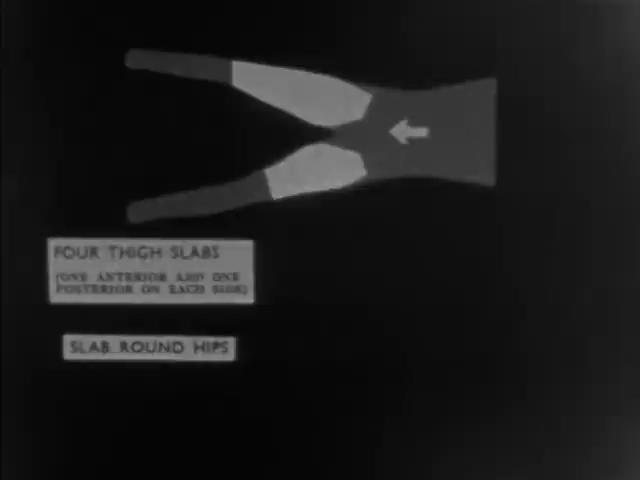 FOUR THIGH SLABS
(ONE ANTERIOR AND ONE
POSTERIOR ON EACH SIDE)
SLAB ROUND HIPS